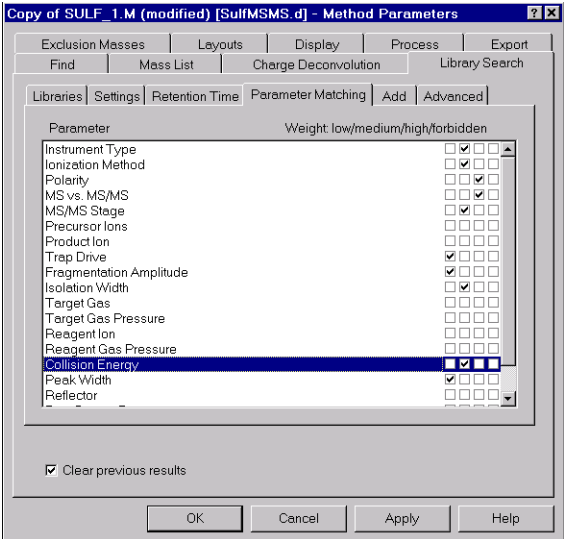 Copy of SULF_1.M (modified) [SulfMSMS.d] - Method Parameters
Exclusion Masses Layouts Display Process Export
Find Mass List Charge Deconvolution Library Search
Libraries Settings Retention Time Parameter Matching Add Advanced
Parameter Weight: low/medium/high/forbidden
Instrument Type
Ionization Method
Polarity
MS vs. MS/MS
MS/MS Stage
Precursor Ions
Product Ion
Trap Drive
Fragmentation Amplitude
Isolation Width
Target Gas
Target Gas Pressure
Reagent Ion
Reagent Gas Pressure
Collision Energy
Peak Width
Reflector
Clear previous results
OK Cancel Apply Help